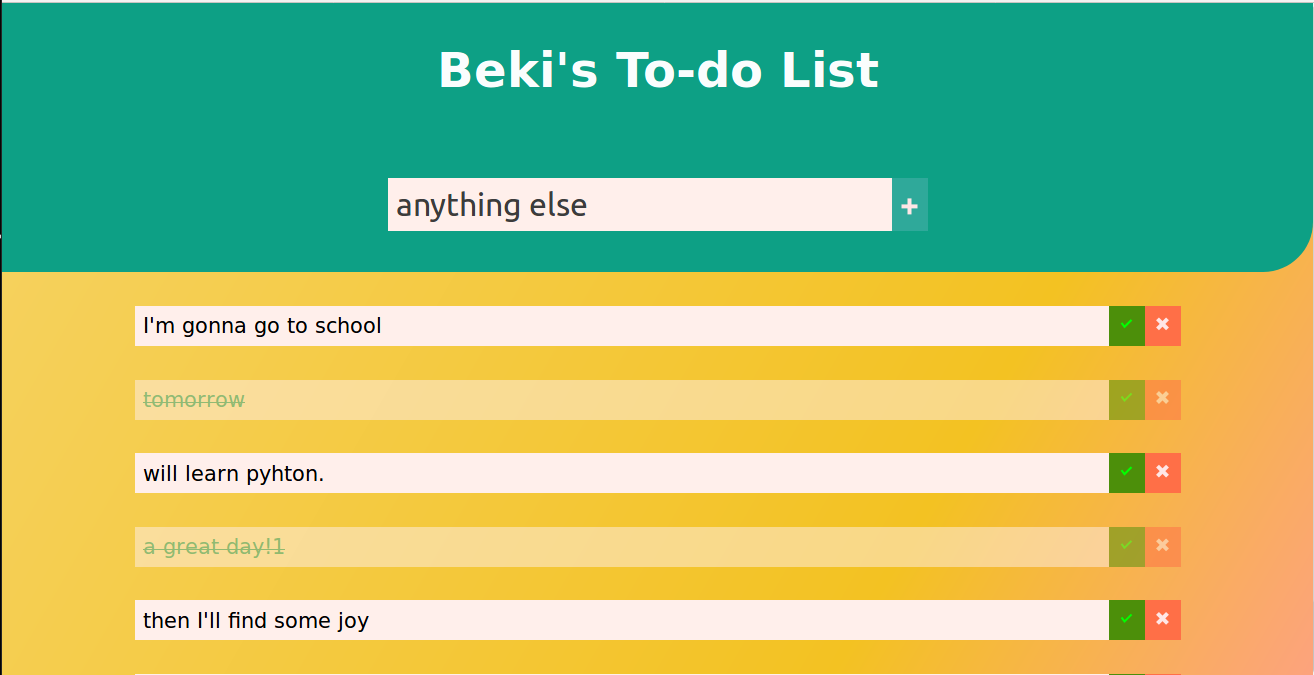 Beki's To-do List
anything else
+
I'm gonna go to school
tomorrow
will learn pyhton.
a great day!1
then I'll find some joy